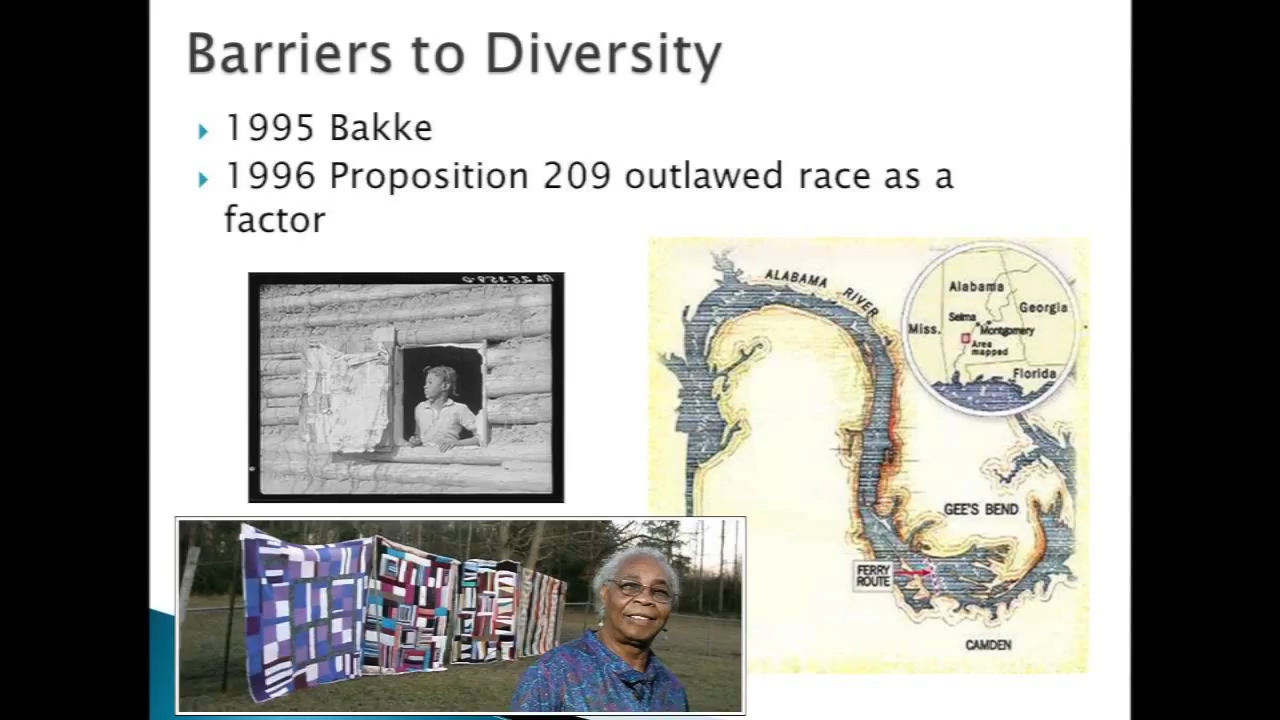 Barriers to Diversity
1995 Bakke
1996 Proposition 209 outlawed race as a
factor
ALABAMA RIVER
Alabama
Georgia
Selma
Miss.
Montgomery
Area
mapped
Florida
GEE'S BEND
FERRY
ROUTE
CAMDEN